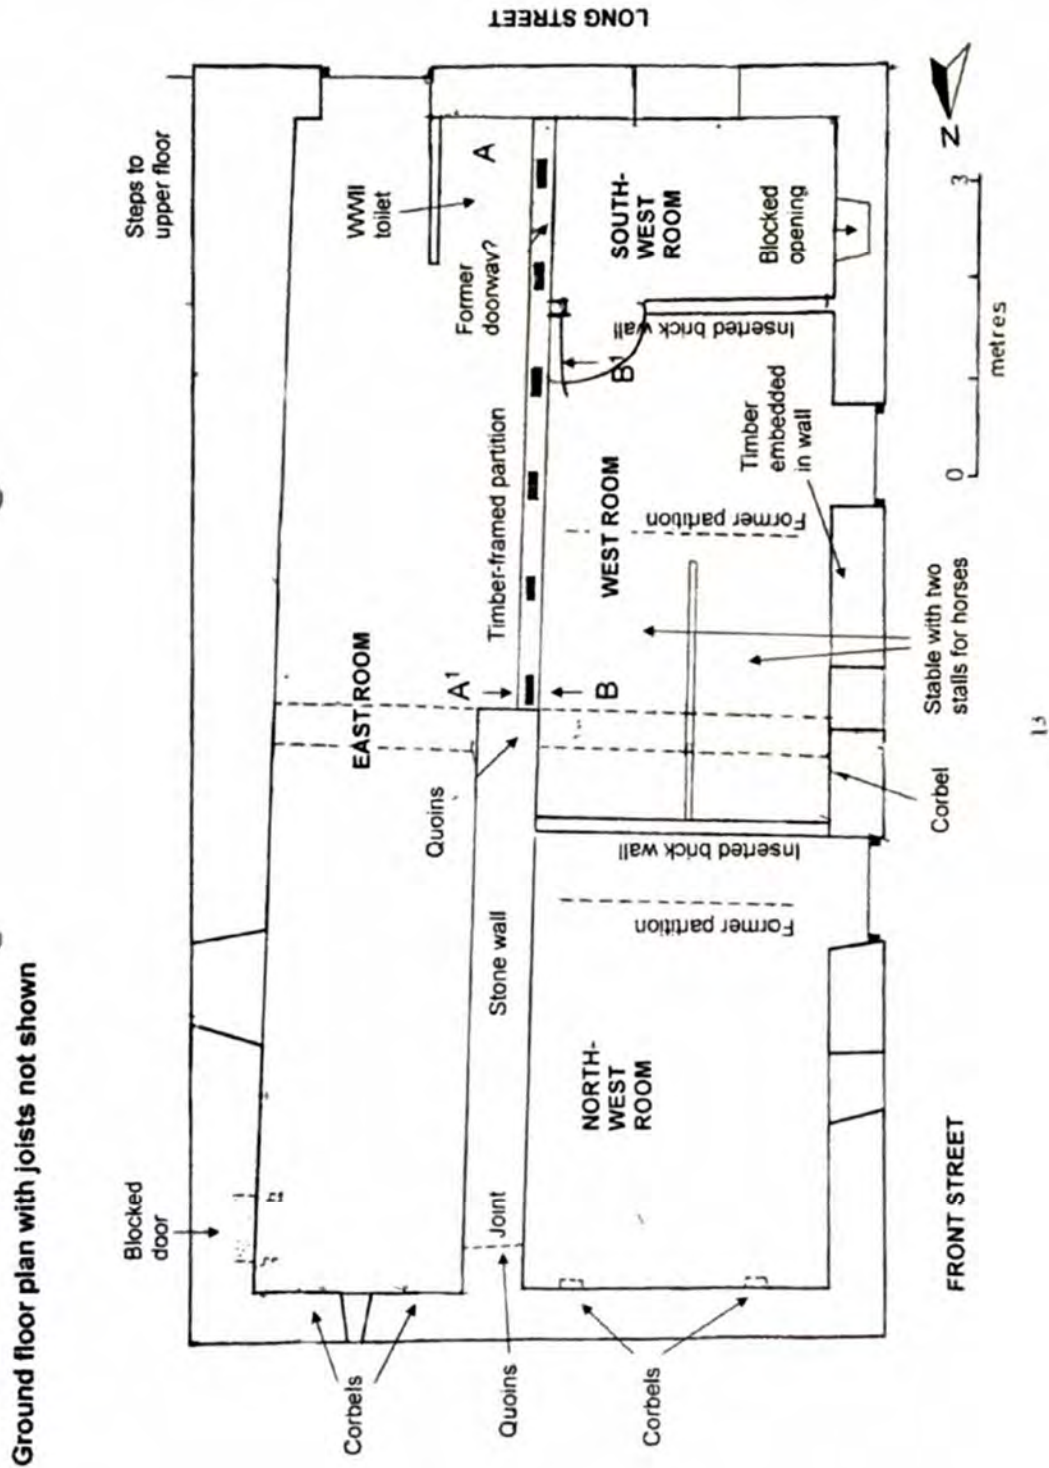 Ground floor plan with joists not shown
Blocked
door
Steps to
upper floor
WWII
toilet
A
Former
doorway?
Timber-framed partition
A1
EAST ROOM
Quoins
Stone wall
Joint
Corbels
Quoins
Corbels
NORTH-
WEST
ROOM
Former partition
Inserted brick wall
B
WEST ROOM
Former partition
B1
Inserted brick wall
SOUTH-
WEST
ROOM
Blocked
opening
Timber
embedded
in wall
Stable with two
stalls for horses
Corbel
FRONT STREET
LONG STREET
N
0
3
metres
13